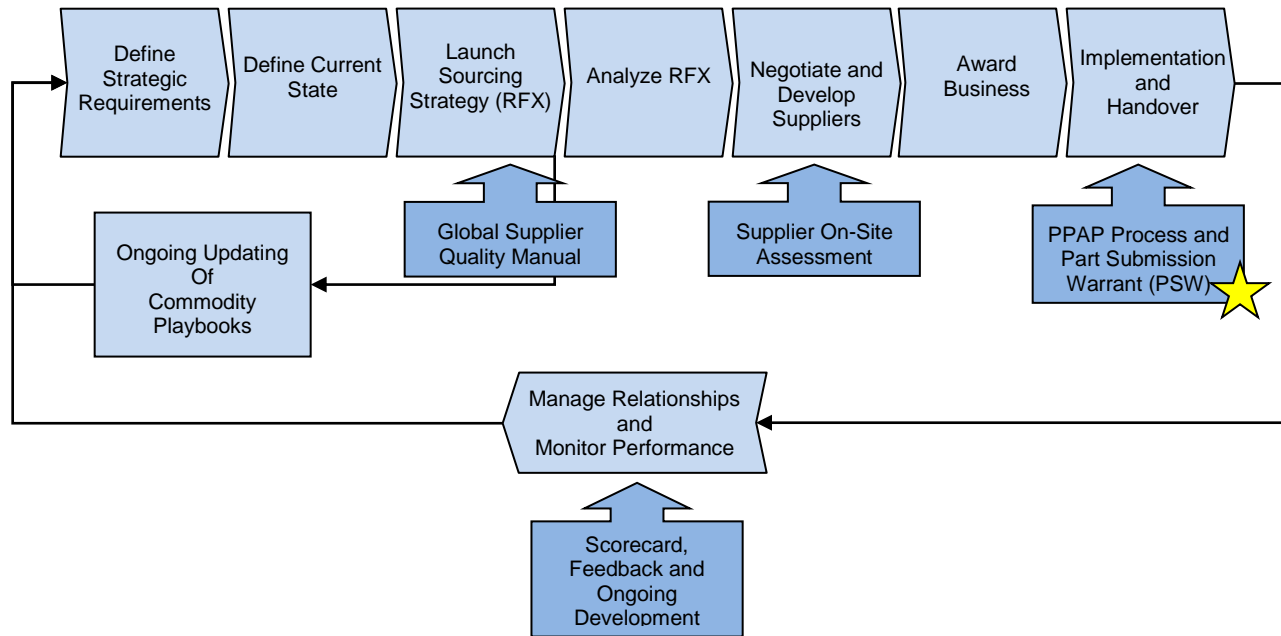 Define
Strategic
Requirements
Define Current
State
Launch
Sourcing
Strategy (RFX)
Analyze RFX
Negotiate and
Develop
Suppliers
Award
Business
Implementation
and
Handover
Global Supplier
Quality Manual
Supplier On-Site
Assessment
PPAP Process and
Part Submission
Warrant (PSW)
Ongoing Updating
Of
Commodity
Playbooks
Manage Relationships
and
Monitor Performance
Scorecard,
Feedback and
Ongoing
Development